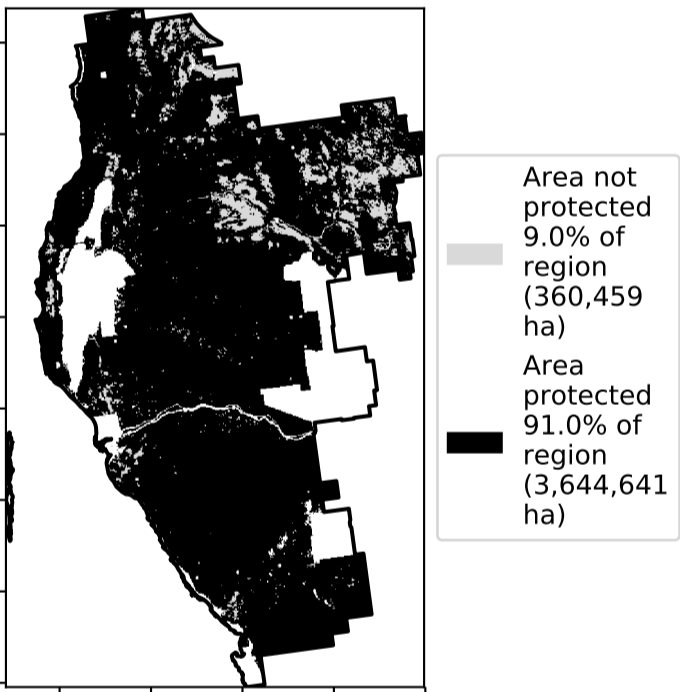 Area not
protected
9.0% of
region
(360,459
ha)
Area
protected
91.0% of
region
(3,644,641
ha)